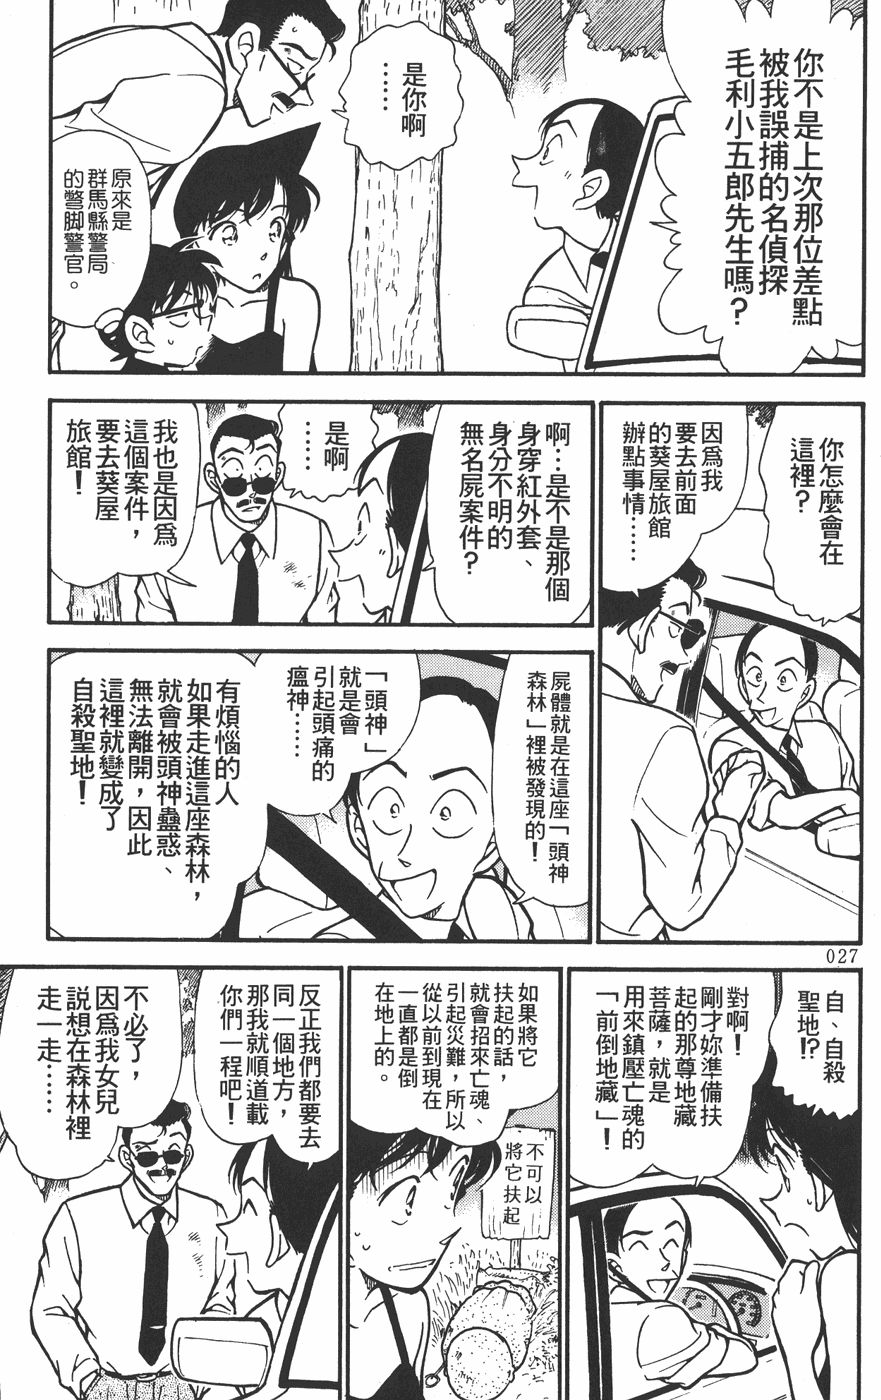 你不是上次那位差點
被我誤捕的名偵探
毛利小五郎先生嗎?
是你啊
……
原來是
群馬縣警局
的蹩腳警官。
你怎麼會在
這裡?
因為我
要去前面
的葵屋旅館
辦點事情……
啊…是不是那個
身穿紅外套、
身分不明的
無名屍案件?
是啊
……
我也是因為
這個案件,
要去葵屋
旅館!
屍體就是在這座「頭神
森林」裡被發現的!
「頭神」
就是會
引起頭痛的
瘟神……
有煩惱的人
如果走進這座森林,
就會被頭神蠱惑、
無法離開,因此
這裡就變成了
自殺聖地!
027
自、自殺
聖地!?
對啊!
剛才妳準備扶
起的那尊地藏
菩薩,就是
用來鎮壓亡魂的
「前倒地藏」!
如果將它
扶起的話,
就會招來亡魂、
引起災難,所以
從以前到現在
一直都是倒
在地上的。
不可以
將它扶起
反正我們都要去
同一個地方,
那我就順道載
你們一程吧!
不必了,
因為我女兒
說想在森林裡
走一走……